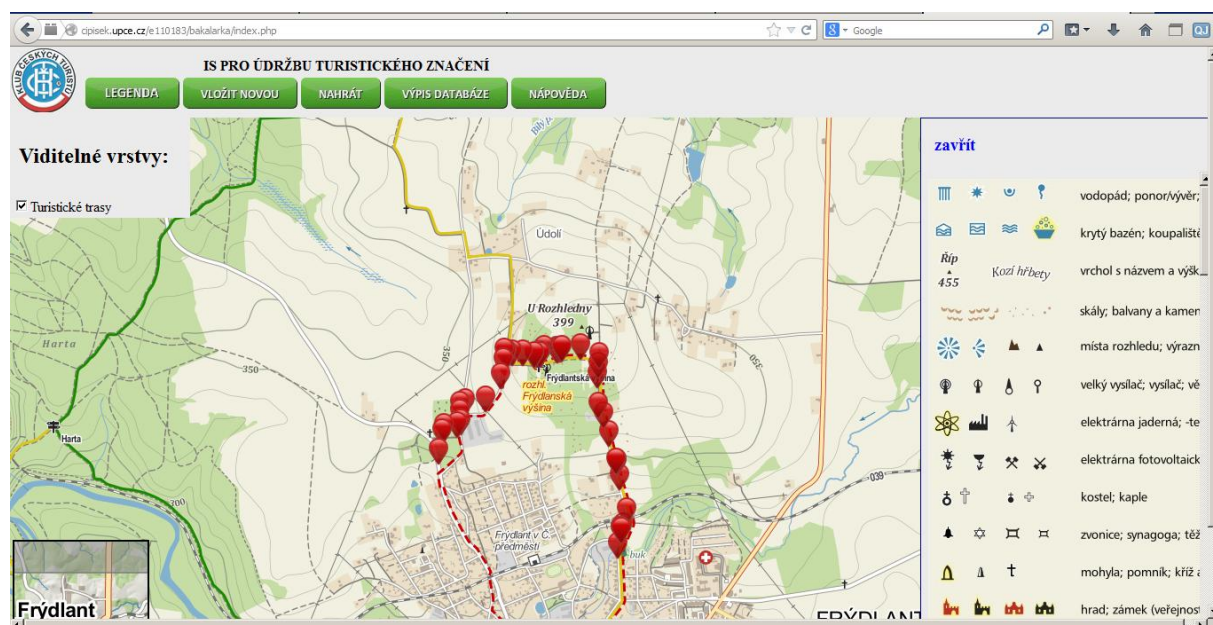 cipisek.upce.cz/e110183/bakalarka/index.php
Google
KLUB ČESKÝCH TURISTŮ
IS PRO ÚDRŽBU TURISTICKÉHO ZNAČENÍ
LEGENDA
VLOŽIT NOVOU
NAHRÁT
VÝPIS DATABÁZE
NÁPOVĚDA
Viditelné vrstvy:
Turistické trasy
Údolí
U Rozhledny
399
350
350
350
Harta
Frýdlantská
rozhl.
Frýdlanská
výšina
Harta
300
039
Frýdlant v Č.
předměstí
buk
Frýdlant
FRÝDLANT
zavřít
vodopád; ponor/vývěr;
krytý bazén; koupaliště
Říp
455
Kozí hřbety
vrchol s názvem a výšk
skály; balvany a kamen
místa rozhledu; výrazn
velký vysílač; vysílač; vě
elektrárna jaderná; -te
elektrárna fotovoltaick
kostel; kaple
zvonice; synagoga; těž
mohyla; pomník; kříž a
hrad; zámek (veřejnost